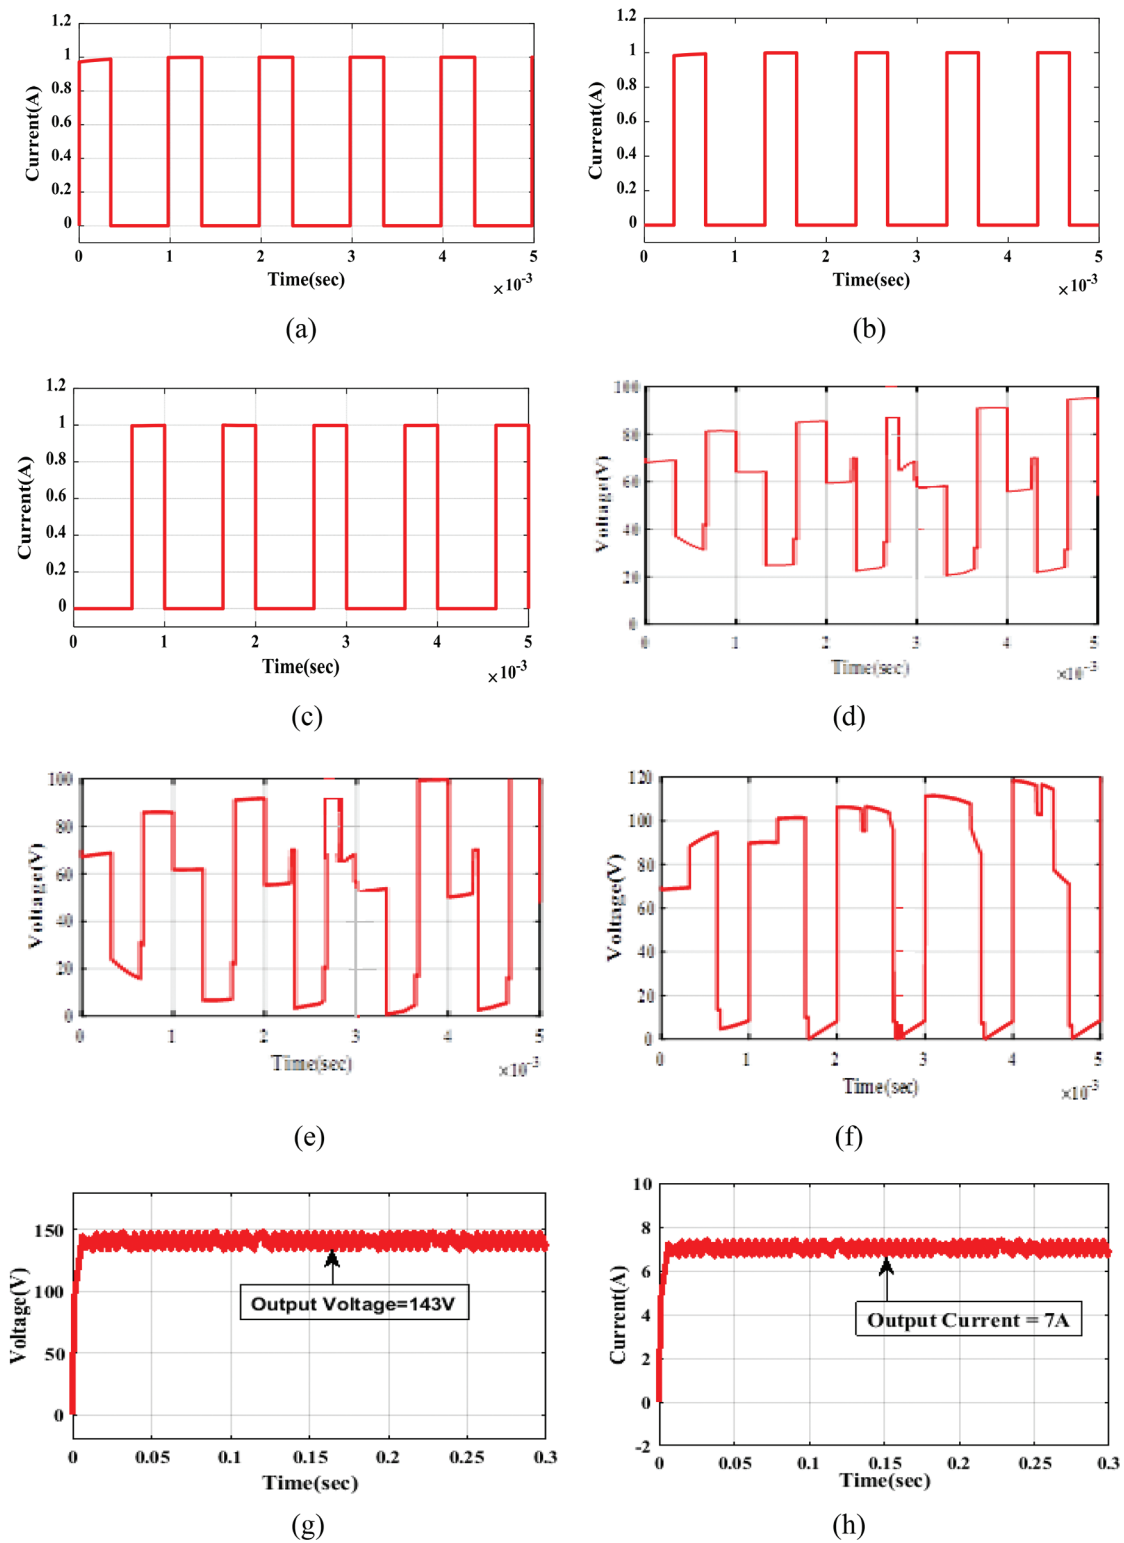 1.2
1
0.8
0.6
0.4
0.2
0
Current(A)
0 1 2 3 4 5
Time(sec)
×10-3
(a)
1.2
1
0.8
0.6
0.4
0.2
0
Current(A)
0 1 2 3 4 5
Time(sec)
×10-3
(b)
1.2
1
0.8
0.6
0.4
0.2
0
Current(A)
0 1 2 3 4 5
Time(sec)
×10-3
(c)
100
80
60
40
20
0
Voltage(V)
0 1 2 3 4 5
Time(sec)
×10-3
(d)
100
80
60
40
20
0
Voltage(V)
0 1 2 3 4 5
Time(sec)
×10-3
(e)
120
100
80
60
40
20
0
Voltage(V)
0 1 2 3 4 5
Time(sec)
×10-3
(f)
150
100
50
0
Voltage(V)
Output Voltage=143V
0 0.05 0.1 0.15 0.2 0.25 0.3
Time(sec)
(g)
10
8
6
4
2
0
-2
Current(A)
Output Current = 7A
0 0.05 0.1 0.15 0.2 0.25 0.3
Time(sec)
(h)